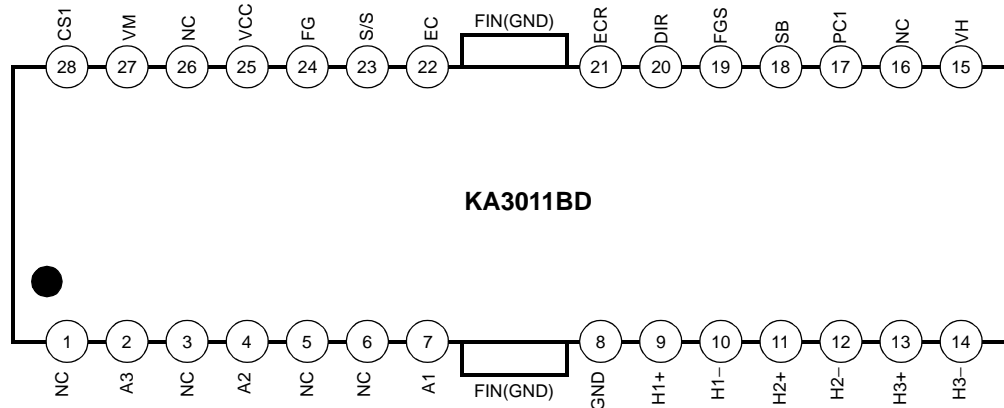 CS1 VM NC VCC FG S/S EC FIN(GND) ECR DIR FGS SB PC1 NC VH
28 27 26 25 24 23 22 21 20 19 18 17 16 15
KA3011BD
1 2 3 4 5 6 7 8 9 10 11 12 13 14
NC A3 NC A2 NC NC A1 FIN(GND) GND H1+ H1− H2+ H2− H3+ H3−